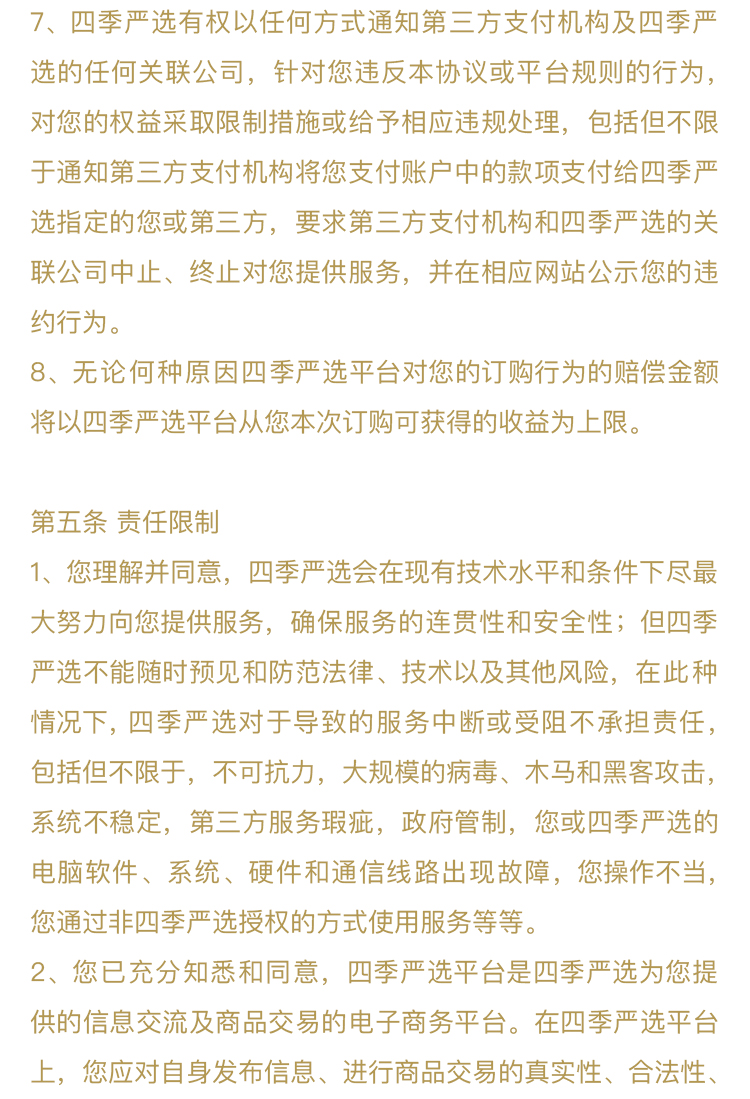 7、四季严选有权以任何方式通知第三方支付机构及四季严
选的任何关联公司，针对您违反本协议或平台规则的行为，
对您的权益采取限制措施或给予相应违规处理，包括但不限
于通知第三方支付机构将您支付账户中的款项支付给四季严
选指定的您或第三方，要求第三方支付机构和四季严选的关
联公司中止、终止对您提供服务，并在相应网站公示您的违
约行为。
8、无论何种原因四季严选平台对您的订购行为的赔偿金额
将以四季严选平台从您本次订购可获得的收益为上限。
第五条 责任限制
1、您理解并同意，四季严选会在现有技术水平和条件下尽最
大努力向您提供服务，确保服务的连贯性和安全性；但四季
严选不能随时预见和防范法律、技术以及其他风险，在此种
情况下, 四季严选对于导致的服务中断或受阻不承担责任，
包括但不限于，不可抗力，大规模的病毒、木马和黑客攻击，
系统不稳定，第三方服务瑕疵，政府管制，您或四季严选的
电脑软件、系统、硬件和通信线路出现故障，您操作不当，
您通过非四季严选授权的方式使用服务等等。
2、您已充分知悉和同意，四季严选平台是四季严选为您提
供的信息交流及商品交易的电子商务平台。在四季严选平台
上，您应对自身发布信息、进行商品交易的真实性、合法性、